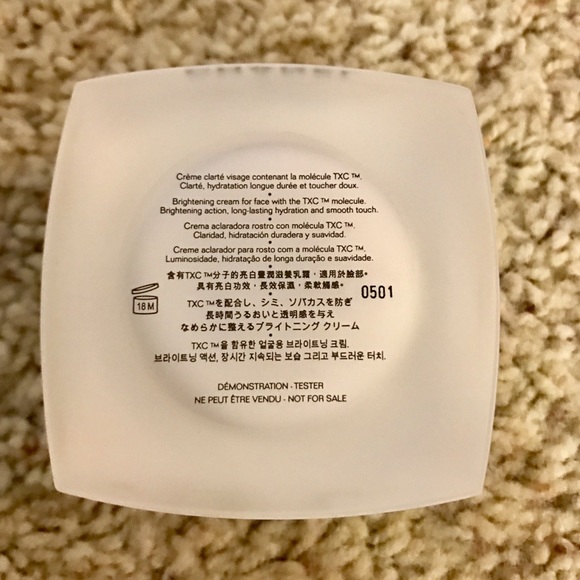 Crème clarté visage contenant la molécule TXC ™.
Clarté, hydratation longue durée et toucher doux.
•
Brightening cream for face with the TXC ™ molecule.
Brightening action, long-lasting hydration and smooth touch.
•
Crema aclaradora rostro con molécula TXC ™.
Claridad, hidratación duradera y suavidad.
•
Creme aclarador para rosto com a molécula TXC ™.
Luminosidade, hidratação de longa duração e suavidade.
•
含有TXC ™分子的亮白豐潤滋養乳霜，適用於臉部。
具有亮白功效，長效保濕，柔軟觸感。
•
TXC ™を配合し、シミ、ソバカスを防ぎ
長時間うるおいと透明感を与え
なめらかに整えるブライトニング クリーム
•
TXC ™을 함유한 얼굴용 브라이트닝 크림.
브라이트닝 액션, 장시간 지속되는 보습 그리고 부드러운 터치.
18 M
0501
DÉMONSTRATION - TESTER
NE PEUT ÊTRE VENDU - NOT FOR SALE